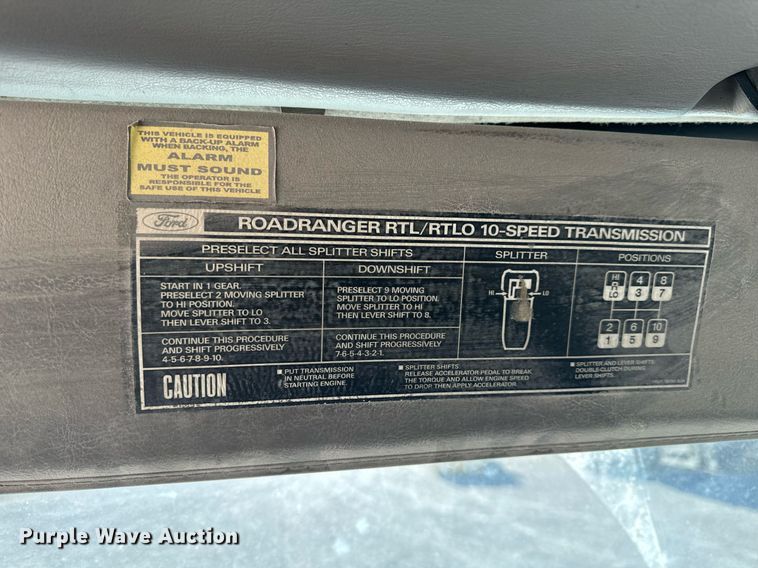 THIS VEHICLE IS EQUIPPED
WITH A BACK-UP ALARM
WHEN BACKING, THE
ALARM
MUST SOUND
THE OPERATOR IS
RESPONSIBLE FOR THE
SAFE USE OF THIS VEHICLE
Ford
ROADRANGER RTL/RTLO 10-SPEED TRANSMISSION
PRESELECT ALL SPLITTER SHIFTS
UPSHIFT
START IN 1 GEAR.
PRESELECT 2 MOVING SPLITTER
TO HI POSITION.
MOVE SPLITTER TO LO
THEN LEVER SHIFT TO 3.
CONTINUE THIS PROCEDURE
AND SHIFT PROGRESSIVELY
4-5-6-7-8-9-10.
DOWNSHIFT
PRESELECT 9 MOVING
SPLITTER TO LO POSITION.
MOVE SPLITTER TO HI
THEN LEVER SHIFT TO 8.
CONTINUE THIS PROCEDURE
AND SHIFT PROGRESSIVELY
7-6-5-4-3-2-1.
SPLITTER
HI LO
POSITIONS
HI 4 8
LO 3 7
2 6 10
1 5 9
CAUTION
PUT TRANSMISSION
IN NEUTRAL BEFORE
STARTING ENGINE.
SPLITTER SHIFTS
RELEASE ACCELERATOR PEDAL TO BREAK
THE TORQUE AND ALLOW ENGINE SPEED
TO DROP, THEN APPLY ACCELERATOR.
SPLITTER AND LEVER SHIFTS.
DOUBLE-CLUTCH DURING
LEVER SHIFTS.
Purple Wave Auction